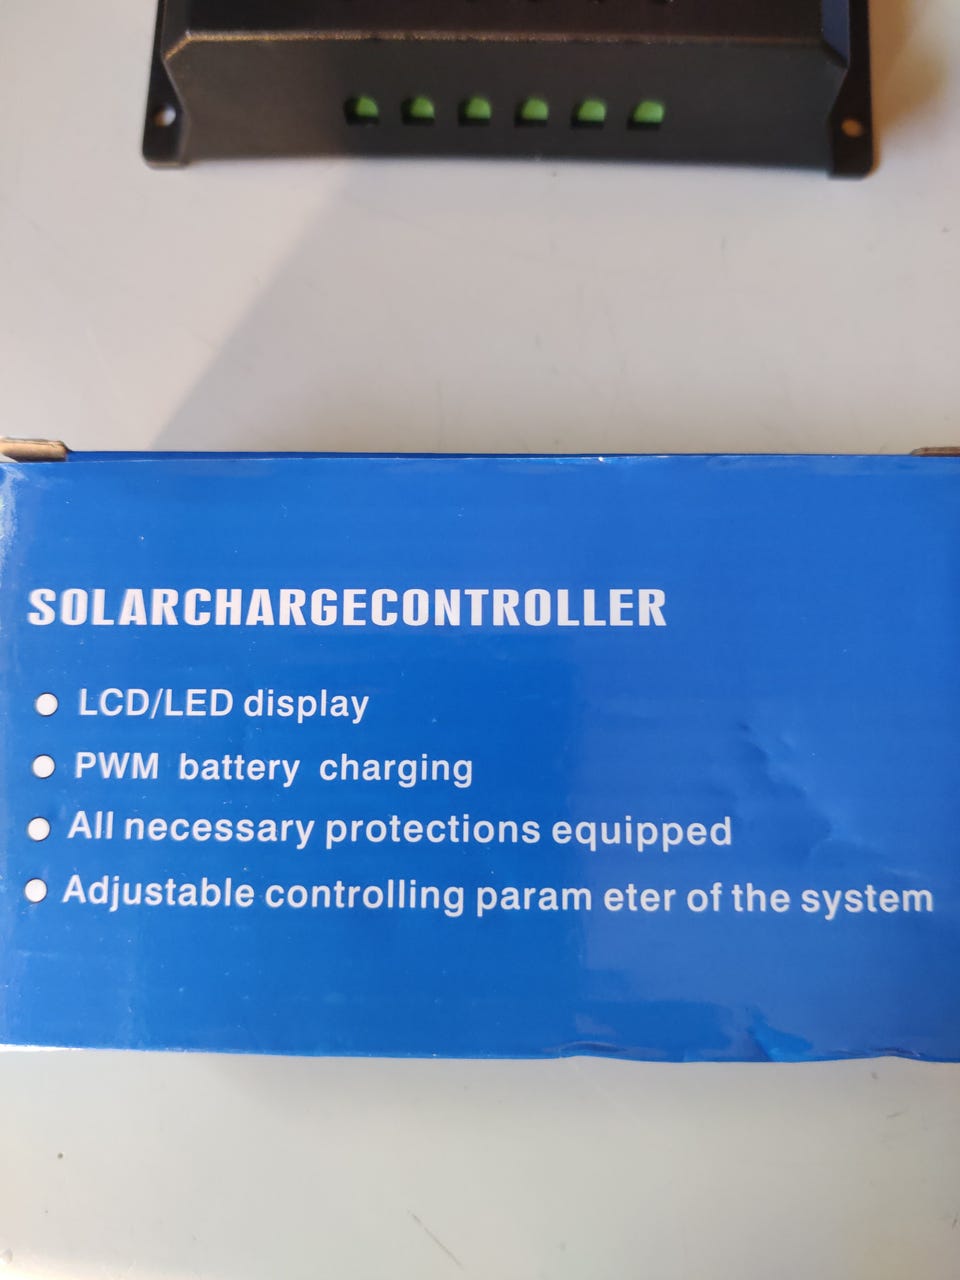 SOLARCHARGECONTROLLER
LCD/LED display
PWM battery charging
All necessary protections equipped
Adjustable controlling param eter of the system